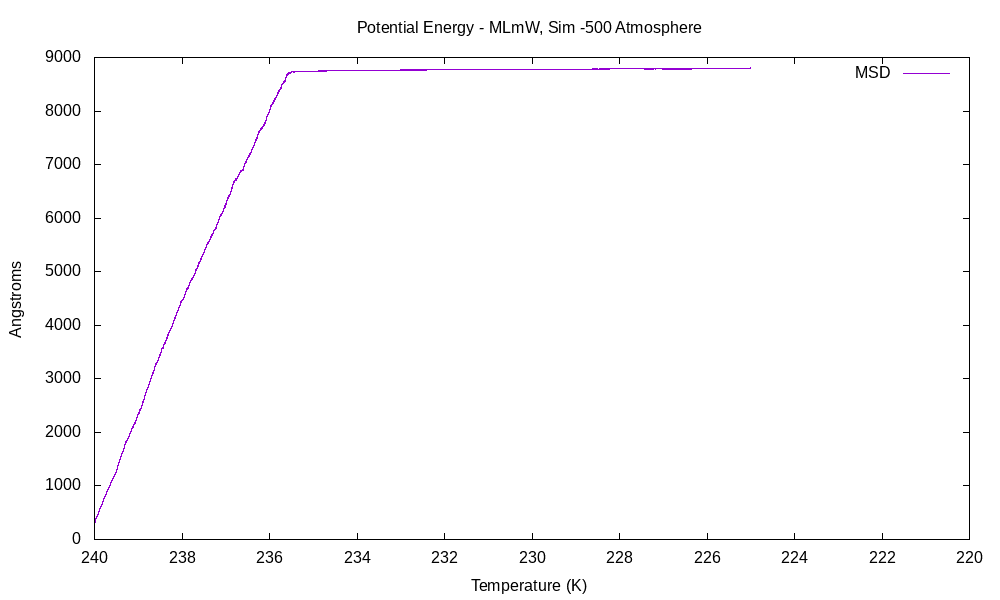 Potential Energy - MLmW, Sim -500 Atmosphere
MSD
9000
8000
7000
6000
5000
4000
3000
2000
1000
0
Angstroms
240 238 236 234 232 230 228 226 224 222 220
Temperature (K)